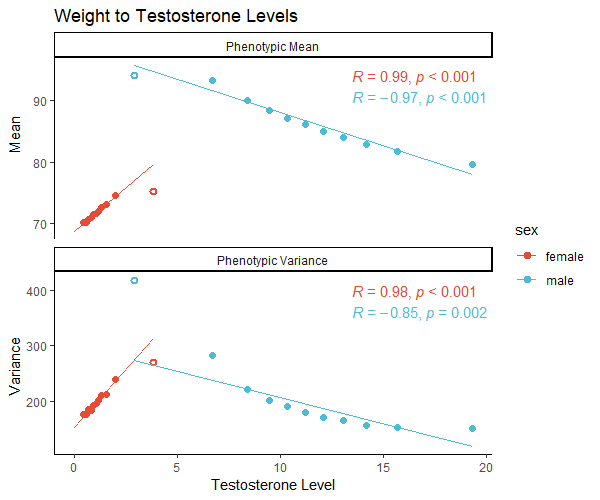 Weight to Testosterone Levels
Phenotypic Mean
R = 0.99, p < 0.001
R = −0.97, p < 0.001
90
80
70
Mean
Phenotypic Variance
R = 0.98, p < 0.001
R = −0.85, p = 0.002
400
300
200
Variance
0 5 10 15 20
Testosterone Level
sex
female
male